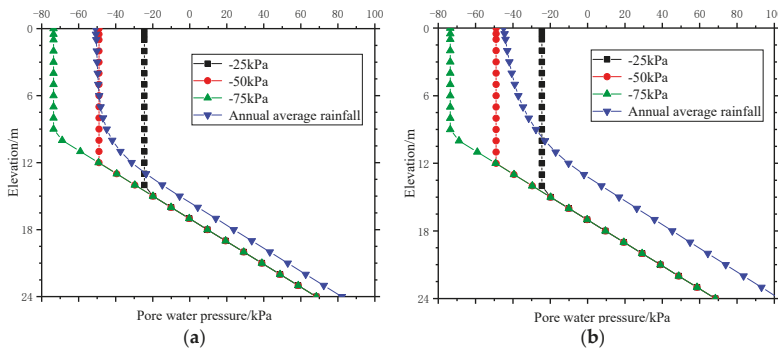 −80 −60 −40 −20 0 20 40 60 80 100
0
6
12
18
24
Elevation/m
-25kPa
-50kPa
-75kPa
Annual average rainfall
Pore water pressure/kPa
(a)
−80 −60 −40 −20 0 20 40 60 80 100
0
6
12
18
24
Elevation/m
-25kPa
-50kPa
-75kPa
Annual average rainfall
Pore water pressure/kPa
(b)